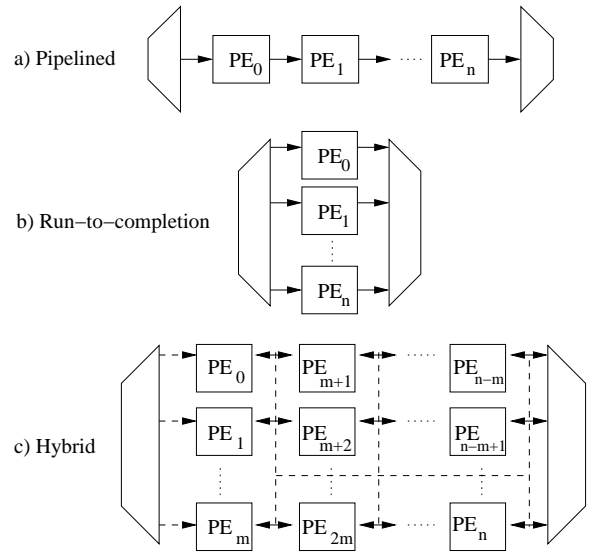 a) Pipelined
PE0 PE1 PEn
PE0
PE1
b) Run−to−completion
PEn
PE0 PEm+1 PEn−m
PE1 PEm+2 PEn−m+1
c) Hybrid
PEm PE2m PEn